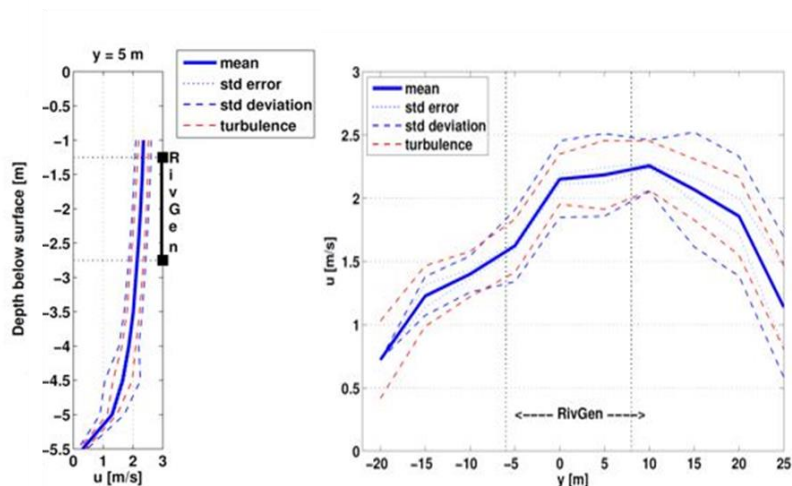 y = 5 m
mean
std error
std deviation
turbulence
0
-0.5
-1
-1.5
-2
-2.5
-3
-3.5
-4
-4.5
-5
-5.5
Depth below surface [m]
RivGen
0 1 2 3
u [m/s]
mean
std error
std deviation
turbulence
3
2.5
2
1.5
1
0.5
0
u [m/s]
<---- RivGen ---->
-20 -15 -10 -5 0 5 10 15 20 25
y [m]